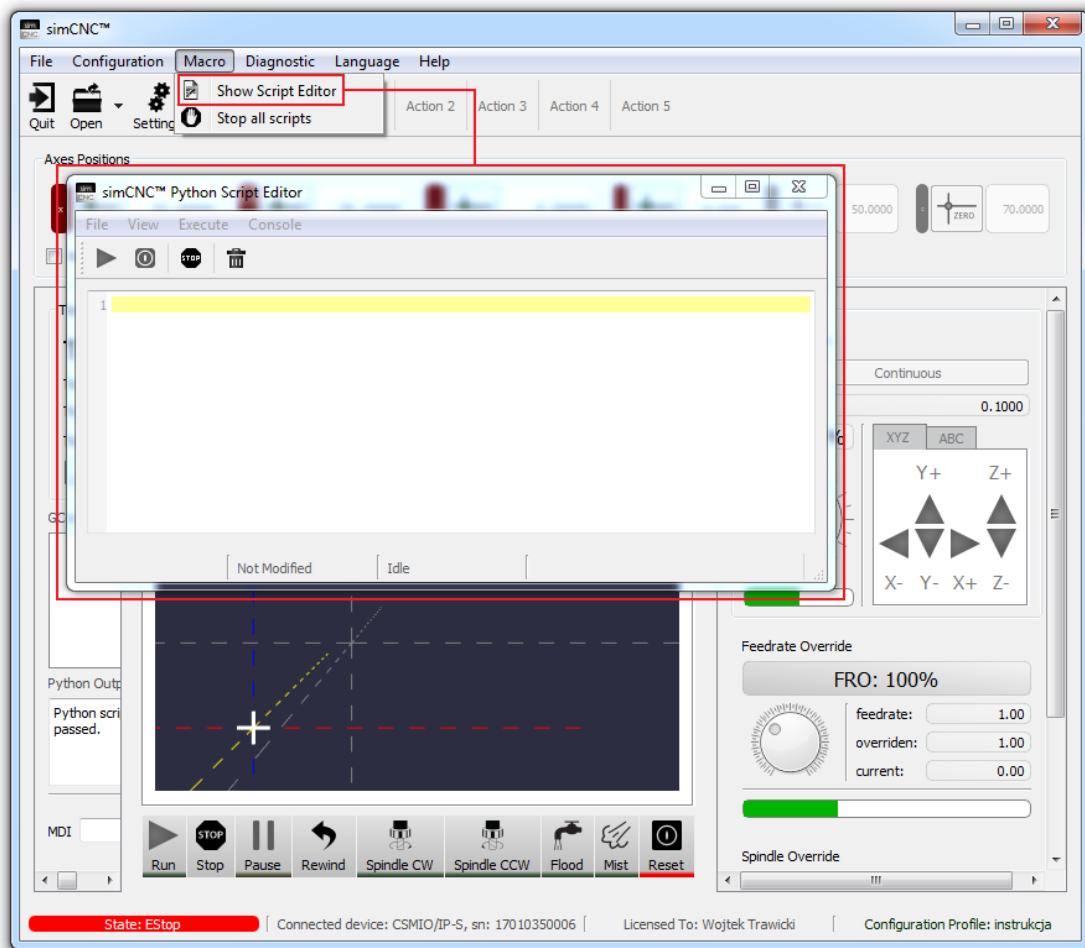 simCNC™
File Configuration Macro Diagnostic Language Help
Show Script Editor
Stop all scripts
Quit Open Action 2 Action 3 Action 4 Action 5
Axes Positions
simCNC™ Python Script Editor
File View Execute Console
50.0000 ZERO 70.0000
STOP
1
Continuous
0.1000
XYZ ABC
Y+ Z+
X- Y- X+ Z-
Not Modified Idle
Feedrate Override
FRO: 100%
feedrate: 1.00
overriden: 1.00
current: 0.00
Python scri
passed.
MDI
STOP
Run Stop Pause Rewind Spindle CW Spindle CCW Flood Mist Reset
Spindle Override
State: EStop Connected device: CSMIO/IP-S, sn: 17010350006 Licensed To: Wojtek Trawicki Configuration Profile: instrukcja